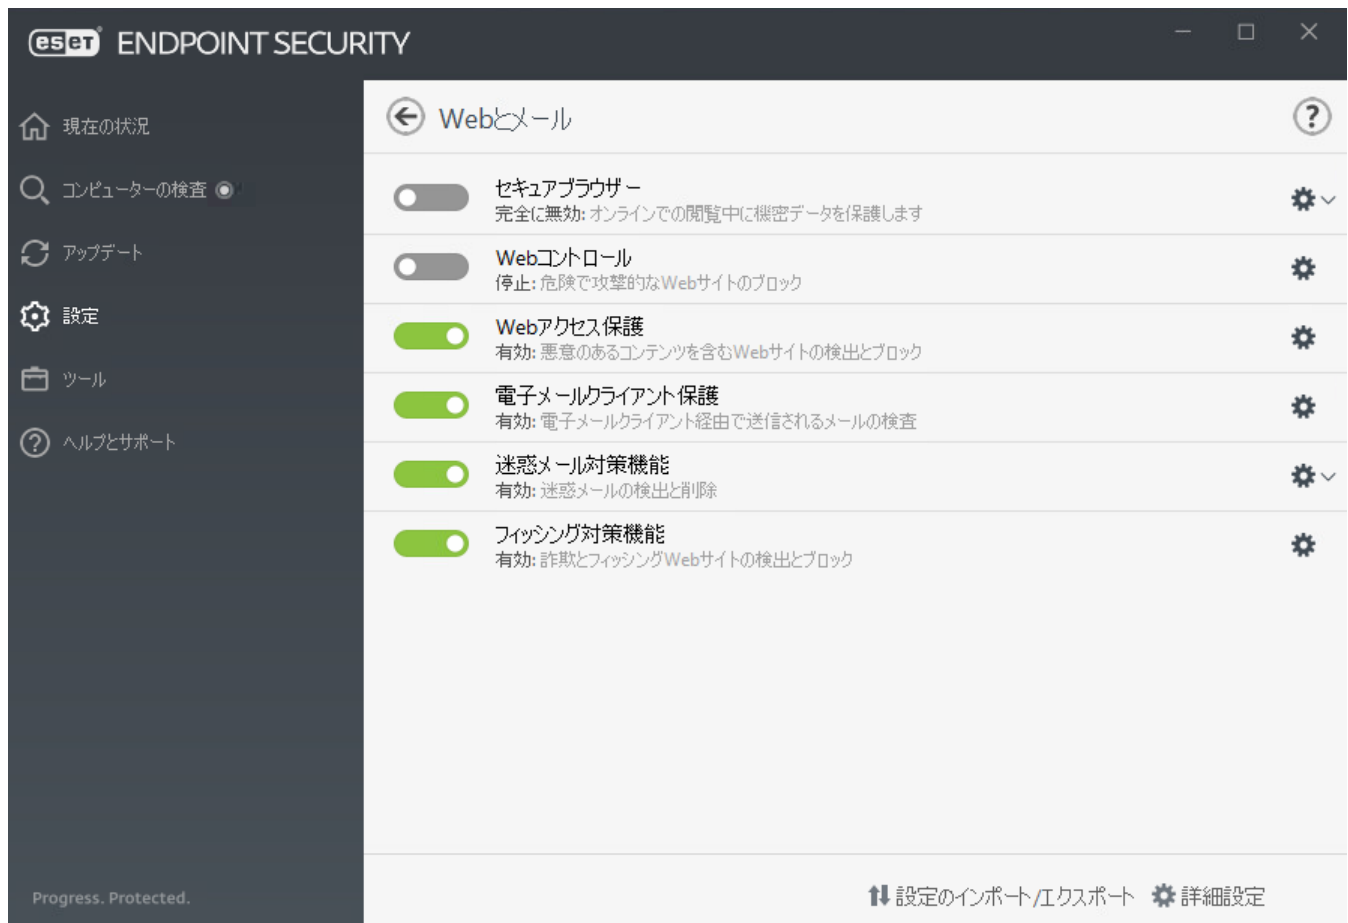 eset ENDPOINT SECURITY
現在の状況
コンピューターの検査
アップデート
設定
ツール
ヘルプとサポート
Progress. Protected.
Webとメール
?
セキュアブラウザー
完全に無効: オンラインでの閲覧中に機密データを保護します
Webコントロール
停止: 危険で攻撃的なWebサイトのブロック
Webアクセス保護
有効: 悪意のあるコンテンツを含むWebサイトの検出とブロック
電子メールクライアント保護
有効: 電子メールクライアント経由で送信されるメールの検査
迷惑メール対策機能
有効: 迷惑メールの検出と削除
フィッシング対策機能
有効: 詐欺とフィッシングWebサイトの検出とブロック
設定のインポート/エクスポート 詳細設定